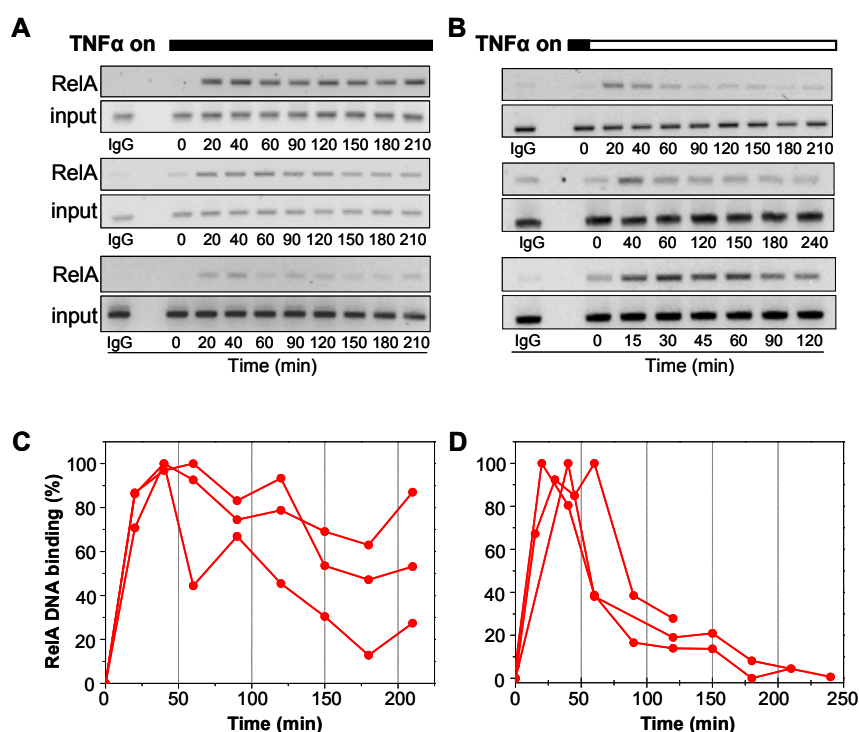 A
TNFα on
RelA
input
IgG 0 20 40 60 90 120 150 180 210
RelA
input
IgG 0 20 40 60 90 120 150 180 210
RelA
input
IgG 0 20 40 60 90 120 150 180 210
Time (min)
B
TNFα on
IgG 0 20 40 60 90 120 150 180 210
IgG 0 40 60 120 150 180 240
IgG 0 15 30 45 60 90 120
Time (min)
C
RelA DNA binding (%)
100
80
60
40
20
0
0 50 100 150 200
Time (min)
D
100
80
60
40
20
0
0 50 100 150 200 250
Time (min)